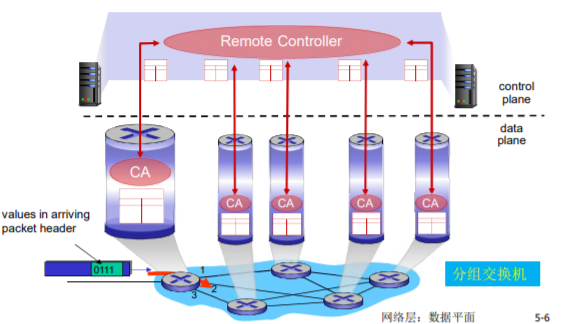 Remote Controller
control
plane
data
plane
CA
CA
CA
CA
CA
values in arriving
packet header
0111
1
2
3
分组交换机
网络层：数据平面
5-6